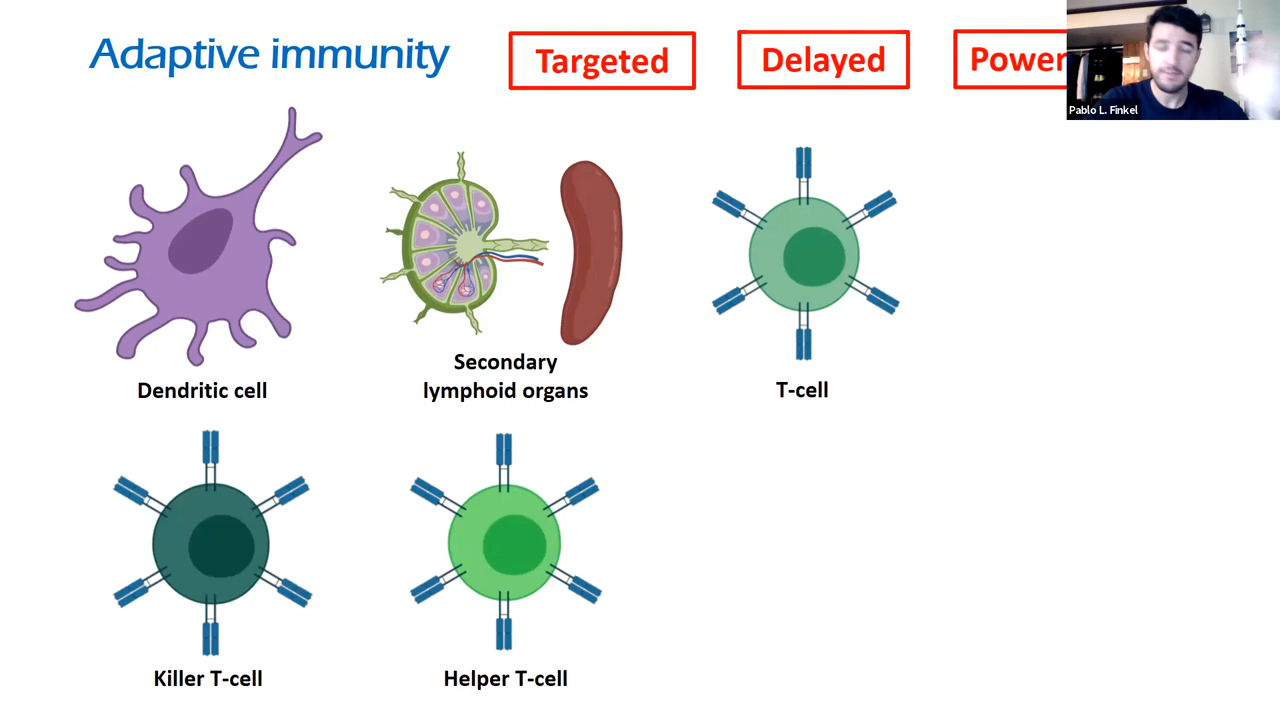 Adaptive immunity
Targeted
Delayed
Power
Pablo L. Finkel
Dendritic cell
Secondary
lymphoid organs
T-cell
Killer T-cell
Helper T-cell